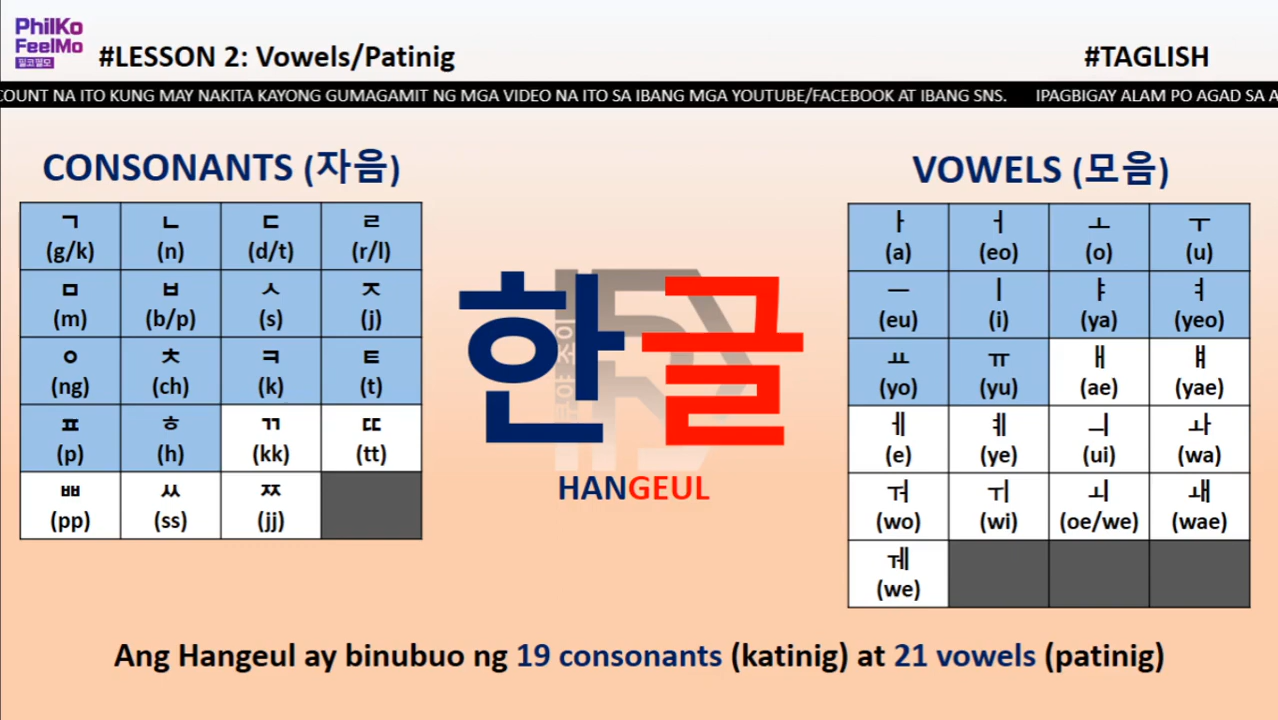 PhilKo
FeelMo
필코필모
#LESSON 2: Vowels/Patinig
#TAGLISH
COUNT NA ITO KUNG MAY NAKITA KAYONG GUMAGAMIT NG MGA VIDEO NA ITO SA IBANG MGA YOUTUBE/FACEBOOK AT IBANG SNS. IPAGBIGAY ALAM PO AGAD SA A
CONSONANTS (자음)
ㄱ ㄴ ㄷ ㄹ
(g/k) (n) (d/t) (r/l)
ㅁ ㅂ ㅅ ㅈ
(m) (b/p) (s) (j)
ㅇ ㅊ ㅋ ㅌ
(ng) (ch) (k) (t)
ㅍ ㅎ ㄲ ㄸ
(p) (h) (kk) (tt)
ㅃ ㅆ ㅉ
(pp) (ss) (jj)
한글
HANGEUL
VOWELS (모음)
ㅏ ㅓ ㅗ ㅜ
(a) (eo) (o) (u)
ㅡ ㅣ ㅑ ㅕ
(eu) (i) (ya) (yeo)
ㅛ ㅠ ㅐ ㅒ
(yo) (yu) (ae) (yae)
ㅔ ㅖ ㅢ ㅘ
(e) (ye) (ui) (wa)
ㅝ ㅟ ㅚ ㅙ
(wo) (wi) (oe/we) (wae)
ㅞ
(we)
Ang Hangeul ay binubuo ng 19 consonants (katinig) at 21 vowels (patinig)